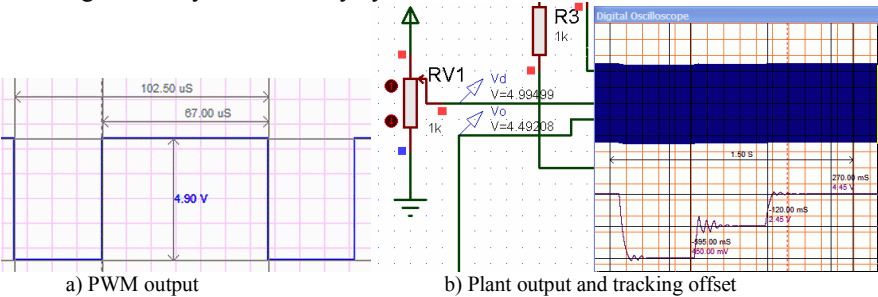 102.50 uS
67.00 uS
4.90 V
a) PWM output
R3
1k
RV1
1k
Vd
V=4.99499
Vo
V=4.49208
Digital Oscilloscope
1.50 S
270.00 mS
4.45 V
-120.00 mS
2.45 V
-595.00 mS
450.00 mV
b) Plant output and tracking offset